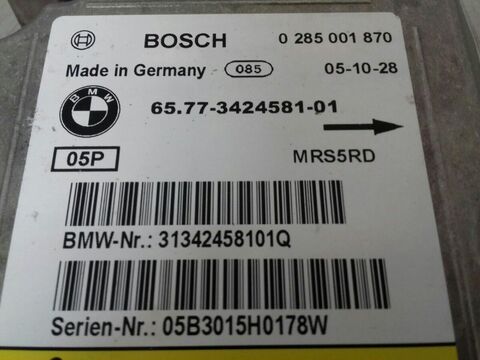 BOSCH 0 285 001 870
Made in Germany 085 05-10-28
BMW 65.77-3424581-01
05P MRS5RD
BMW-Nr.: 31342458101Q
Serien-Nr.: 05B3015H0178W